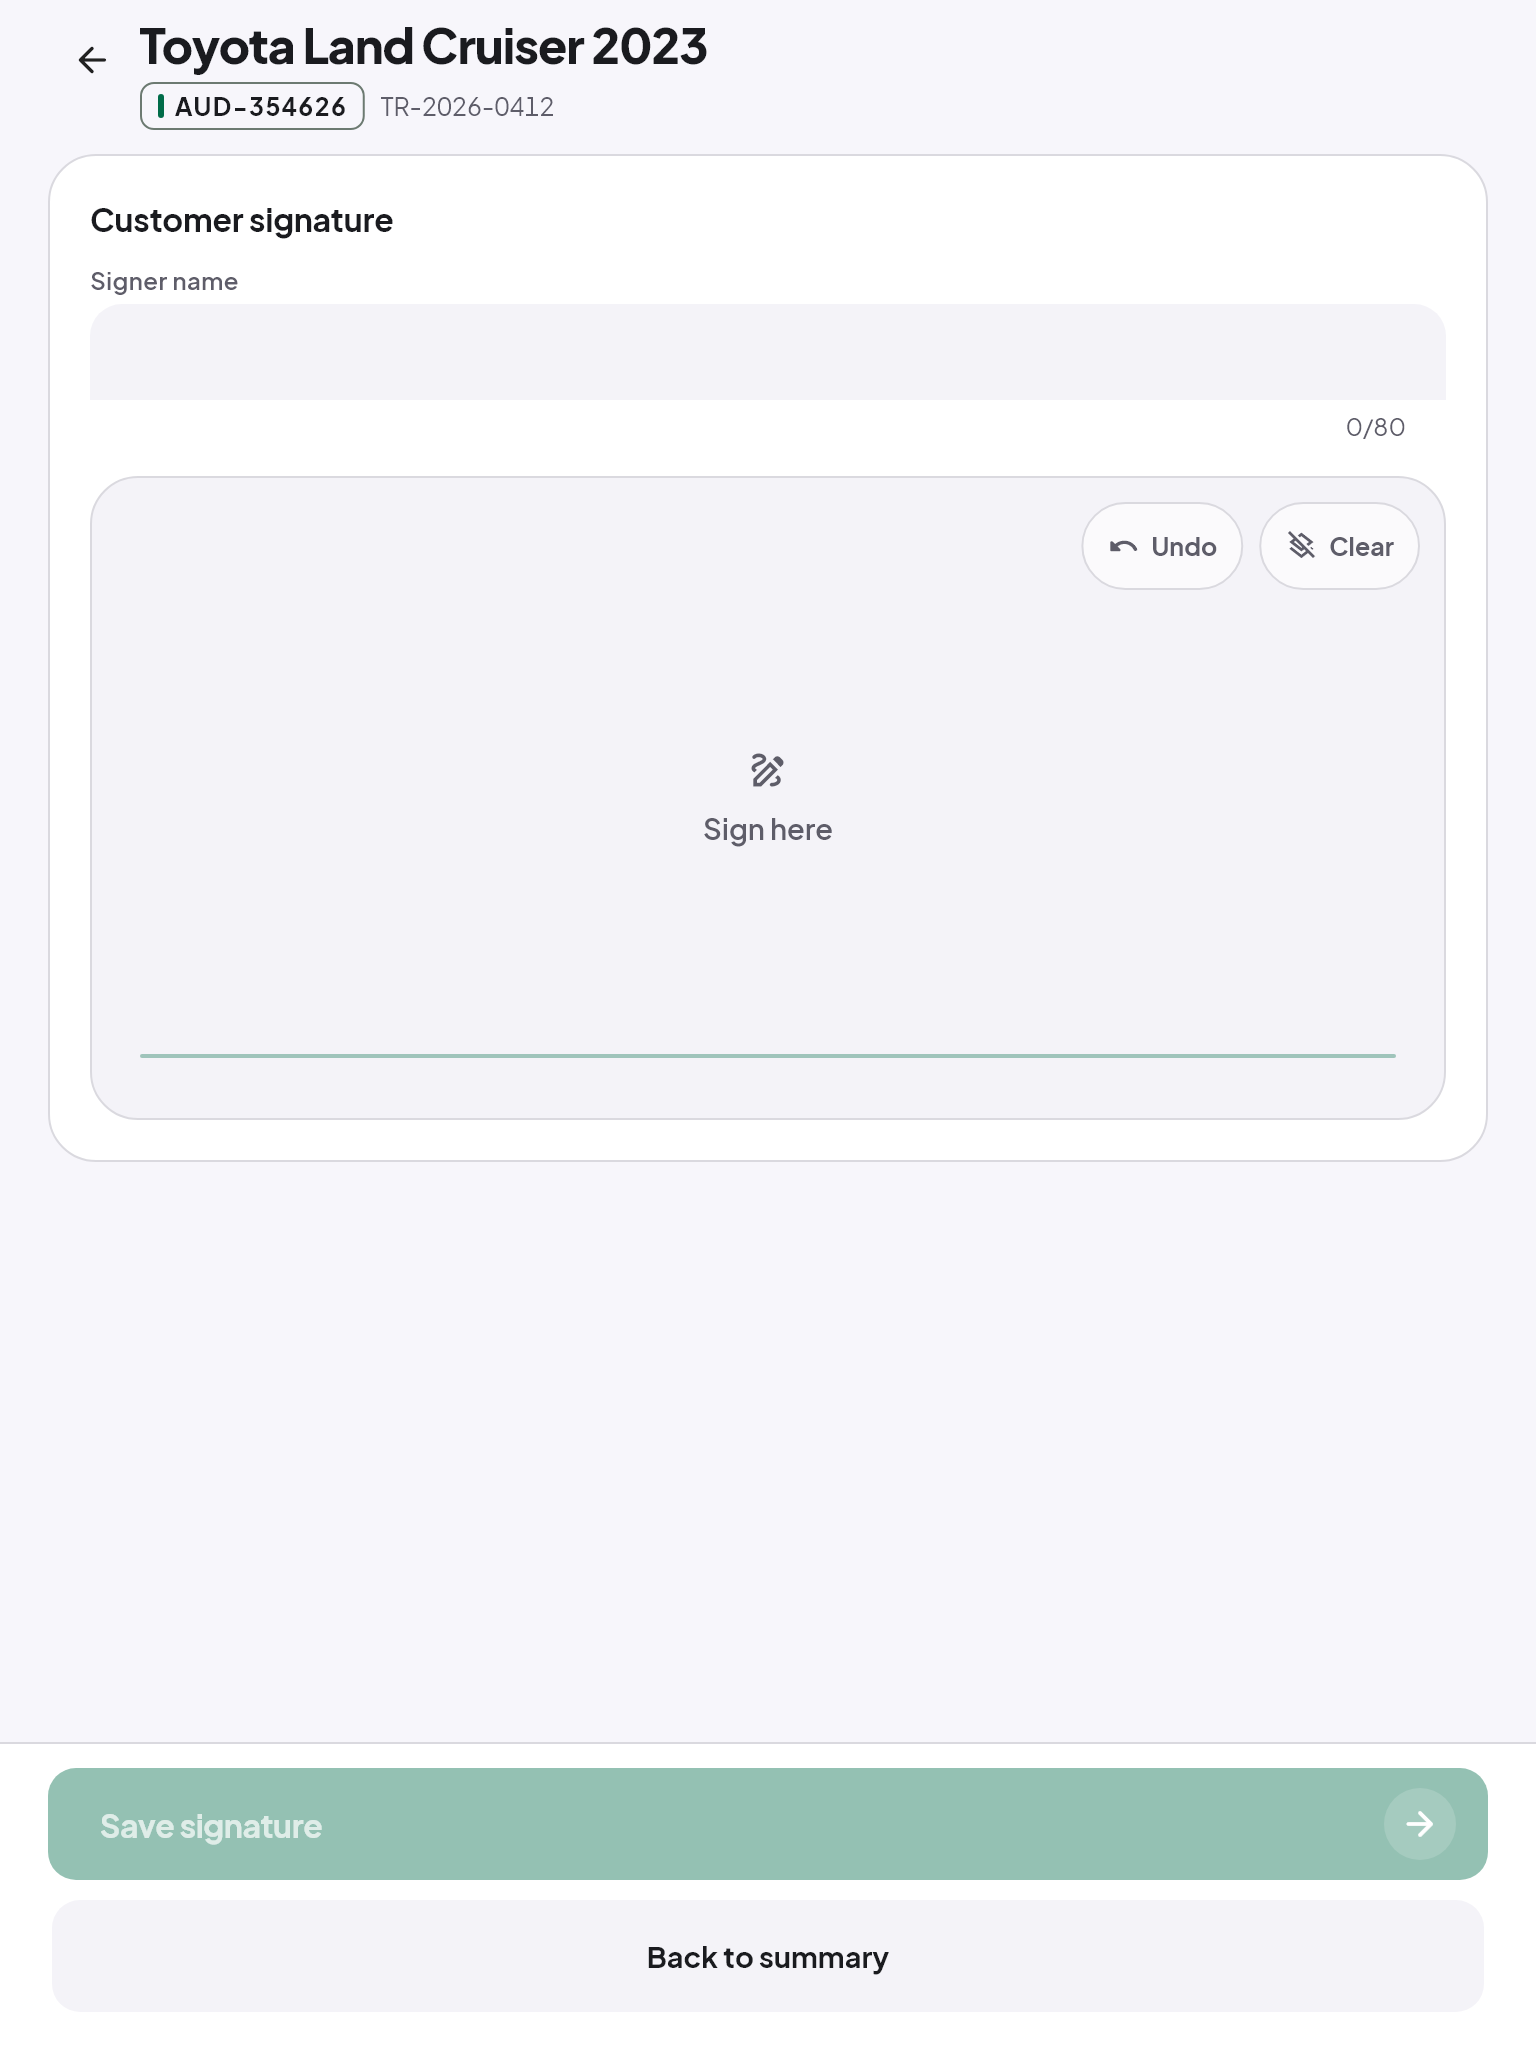 Toyota Land Cruiser 2023
AUD-354626 TR-2026-0412
Customer signature
Signer name
0/80
Undo Clear
Sign here
Save signature
Back to summary